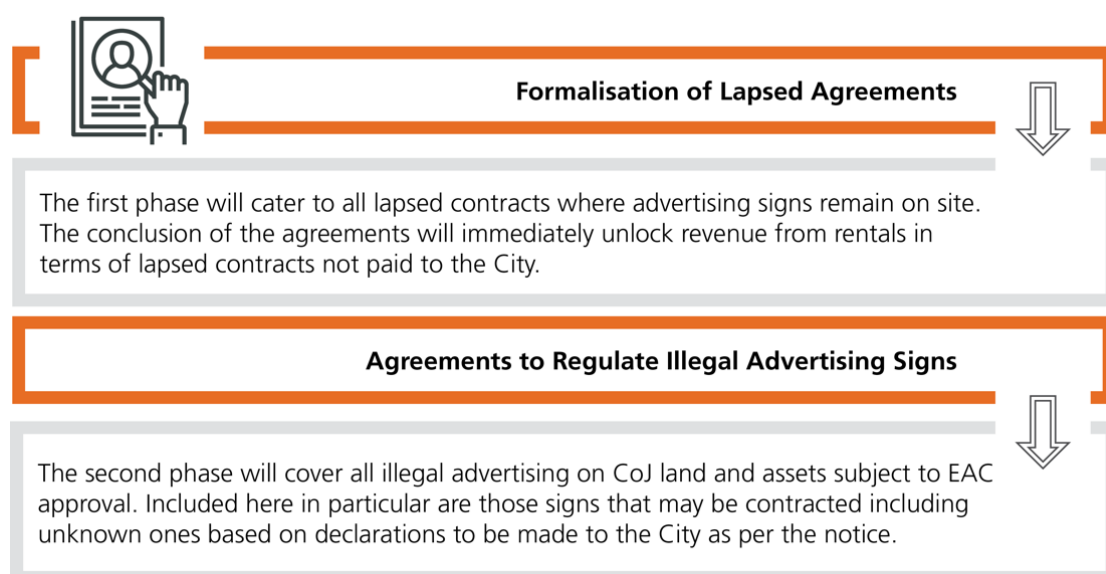 Formalisation of Lapsed Agreements
The first phase will cater to all lapsed contracts where advertising signs remain on site.
The conclusion of the agreements will immediately unlock revenue from rentals in
terms of lapsed contracts not paid to the City.
Agreements to Regulate Illegal Advertising Signs
The second phase will cover all illegal advertising on CoJ land and assets subject to EAC
approval. Included here in particular are those signs that may be contracted including
unknown ones based on declarations to be made to the City as per the notice.